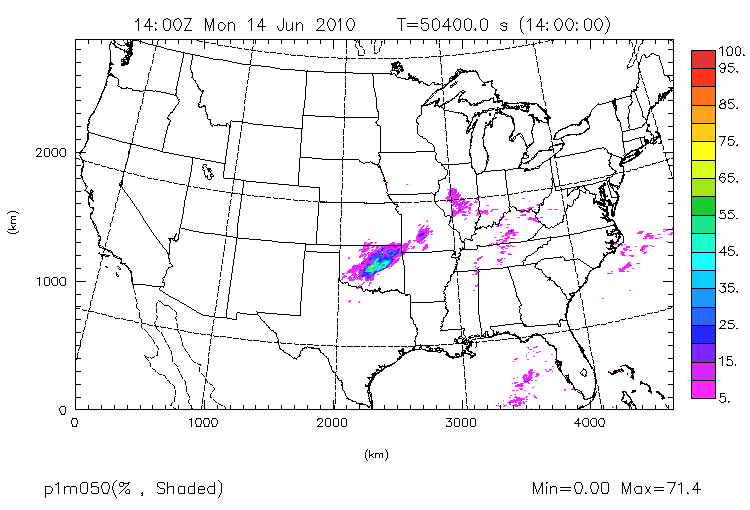 14:00Z Mon 14 Jun 2010 T=50400.0 s (14:00:00)
100.
95.
85.
75.
65.
55.
45.
35.
25.
15.
5.
2000
1000
0
(km)
0 1000 2000 3000 4000
(km)
p1m050(% , Shaded) Min=0.00 Max=71.4